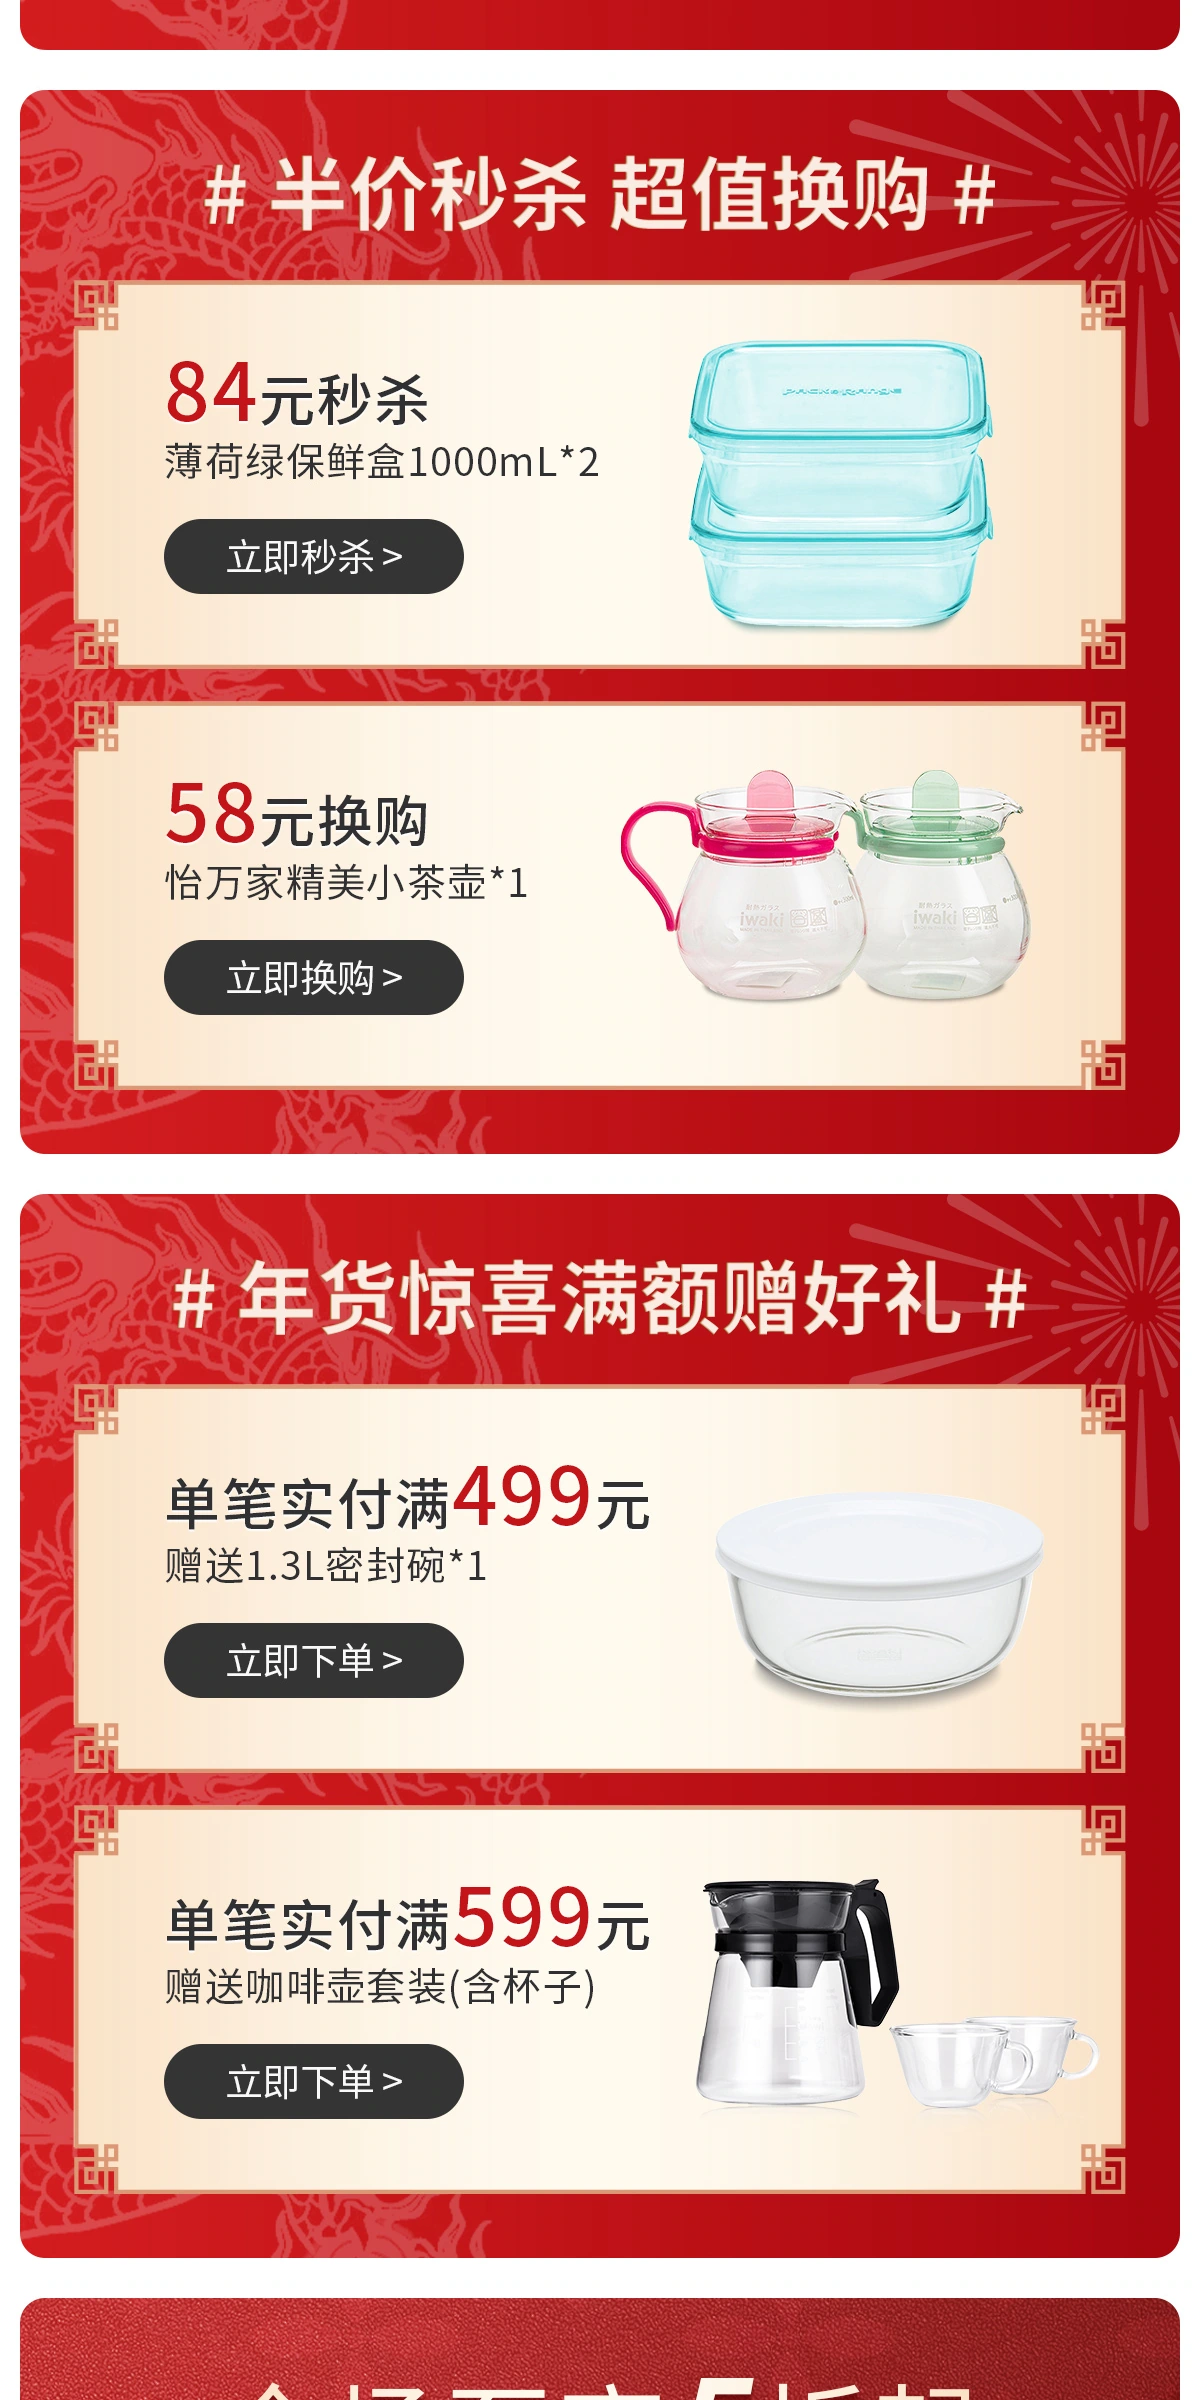 # 半价秒杀 超值换购 #
84元秒杀
薄荷绿保鲜盒1000mL*2
立即秒杀 >
58元换购
怡万家精美小茶壶*1
立即换购 >
iwaki
iwaki
# 年货惊喜满额赠好礼 #
单笔实付满499元
赠送1.3L密封碗*1
立即下单 >
单笔实付满599元
赠送咖啡壶套装(含杯子)
立即下单 >